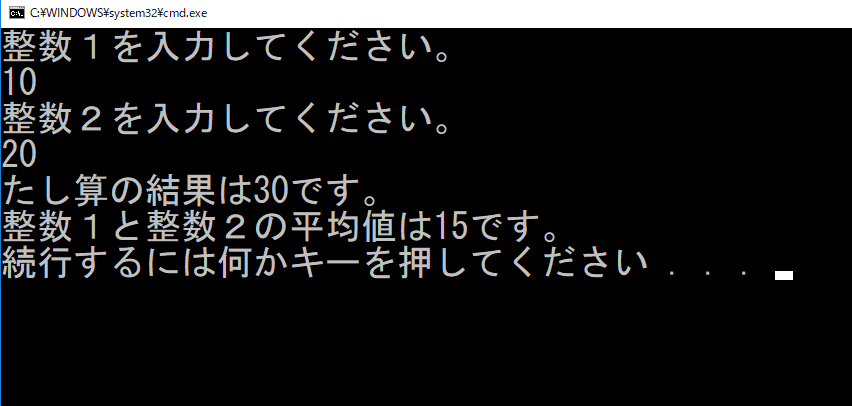 C:¥WINDOWS¥system32¥cmd.exe
整数１を入力してください。
10
整数２を入力してください。
20
たし算の結果は30です。
整数１と整数２の平均値は15です。
続行するには何かキーを押してください . . .